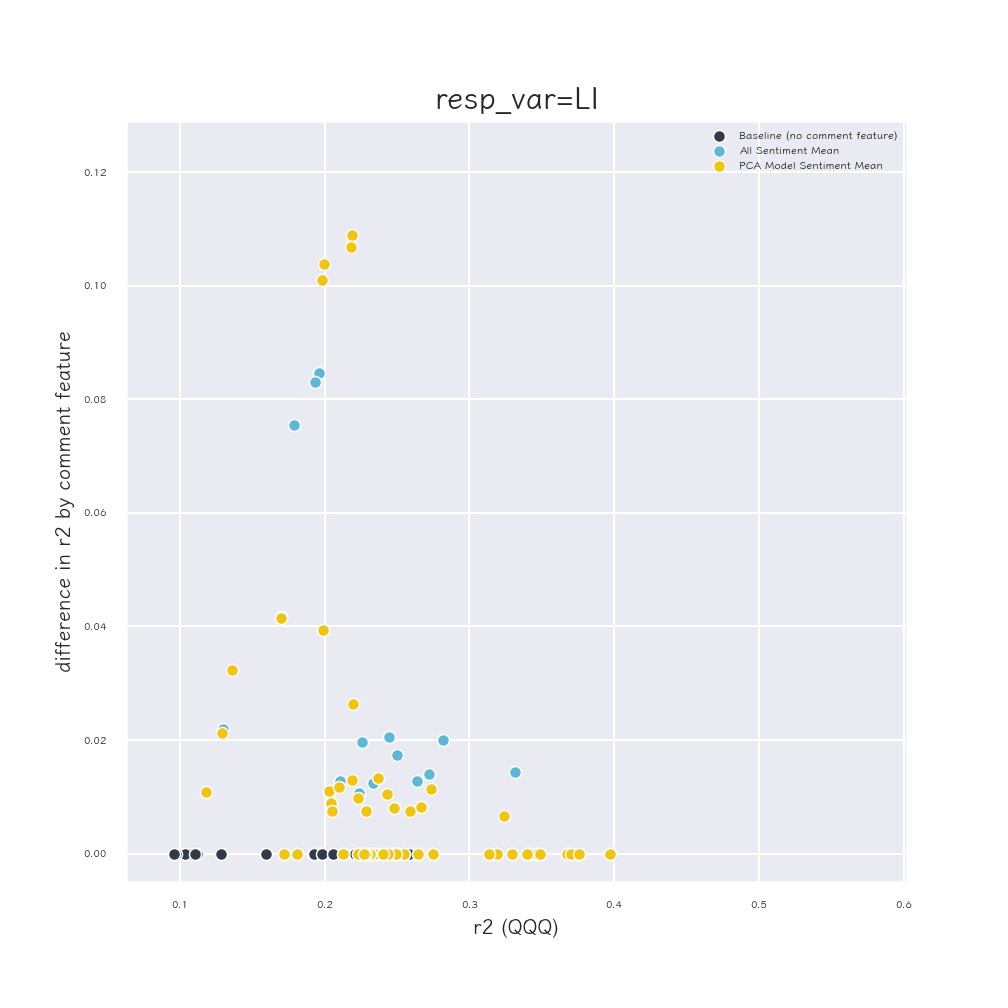 resp_var=LI
Baseline (no comment feature)
All Sentiment Mean
PCA Model Sentiment Mean
difference in r2 by comment feature
0.12
0.10
0.08
0.06
0.04
0.02
0.00
0.1 0.2 0.3 0.4 0.5 0.6
r2 (QQQ)